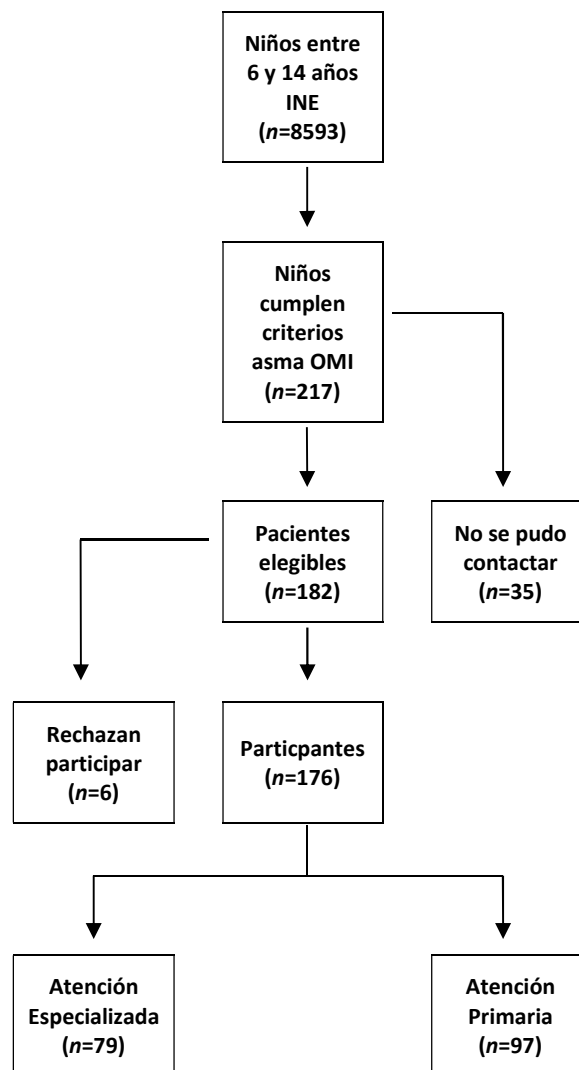 Niños entre
6 y 14 años
INE
(n=8593)
Niños
cumplen
criterios
asma OMI
(n=217)
Pacientes
elegibles
(n=182)
No se pudo
contactar
(n=35)
Rechazan
participar
(n=6)
Particpantes
(n=176)
Atención
Especializada
(n=79)
Atención
Primaria
(n=97)